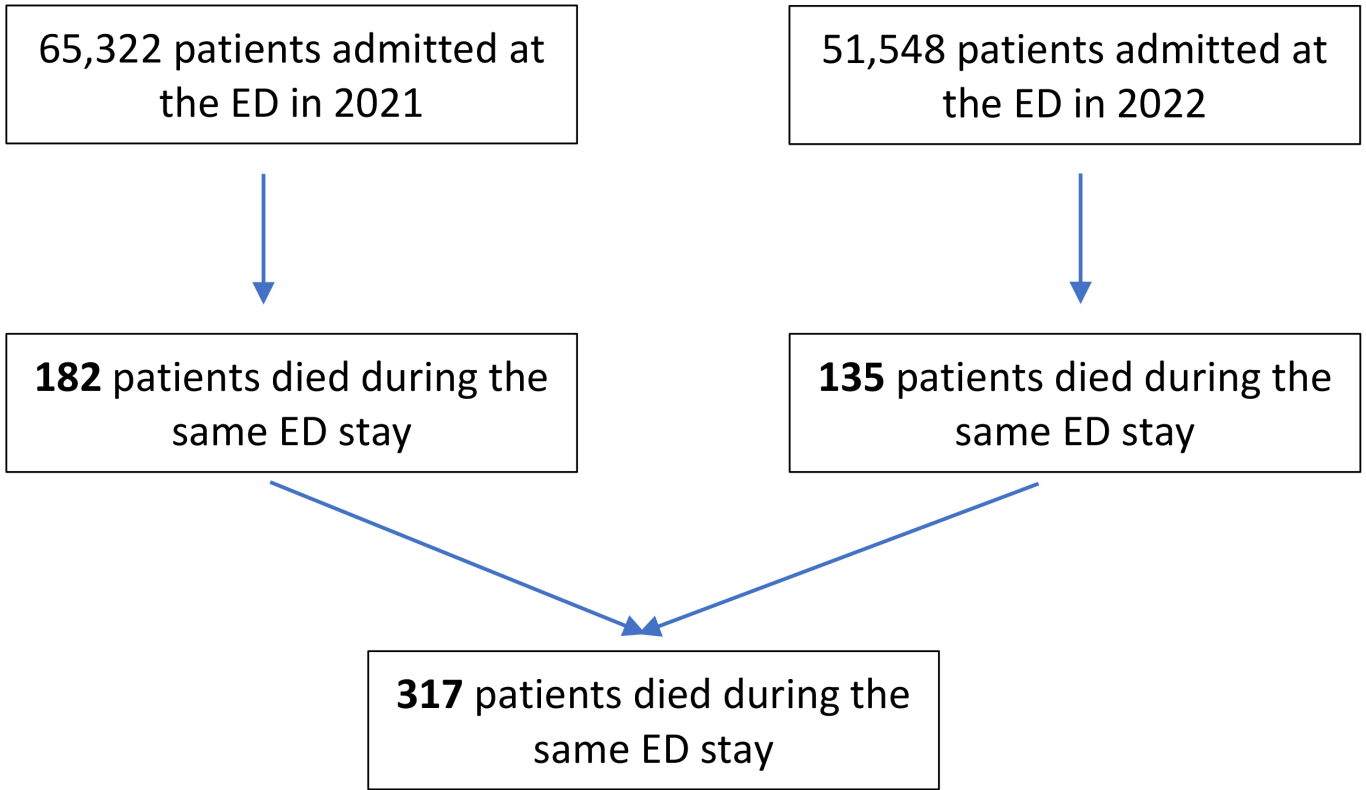 65,322 patients admitted at
the ED in 2021
51,548 patients admitted at
the ED in 2022
182 patients died during the
same ED stay
135 patients died during the
same ED stay
317 patients died during the
same ED stay